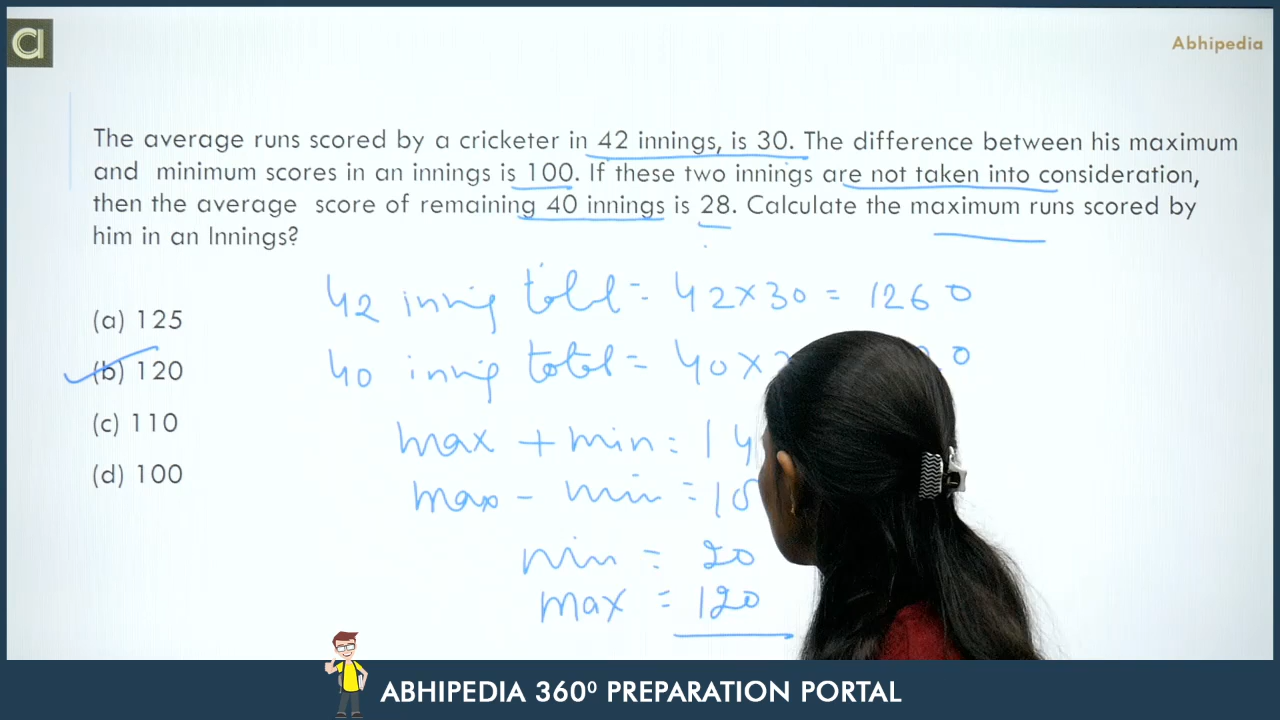 a
Abhipedia
The average runs scored by a cricketer in 42 innings, is 30. The difference between his maximum
and minimum scores in an innings is 100. If these two innings are not taken into consideration,
then the average score of remaining 40 innings is 28. Calculate the maximum runs scored by
him in an Innings?
42 inning total = 42×30 = 1260
(a) 125
40 inning total = 40×
(b) 120
max + min = 14
(c) 110
max - min = 10
(d) 100
min = 20
max = 120
ABHIPEDIA 360⁰ PREPARATION PORTAL